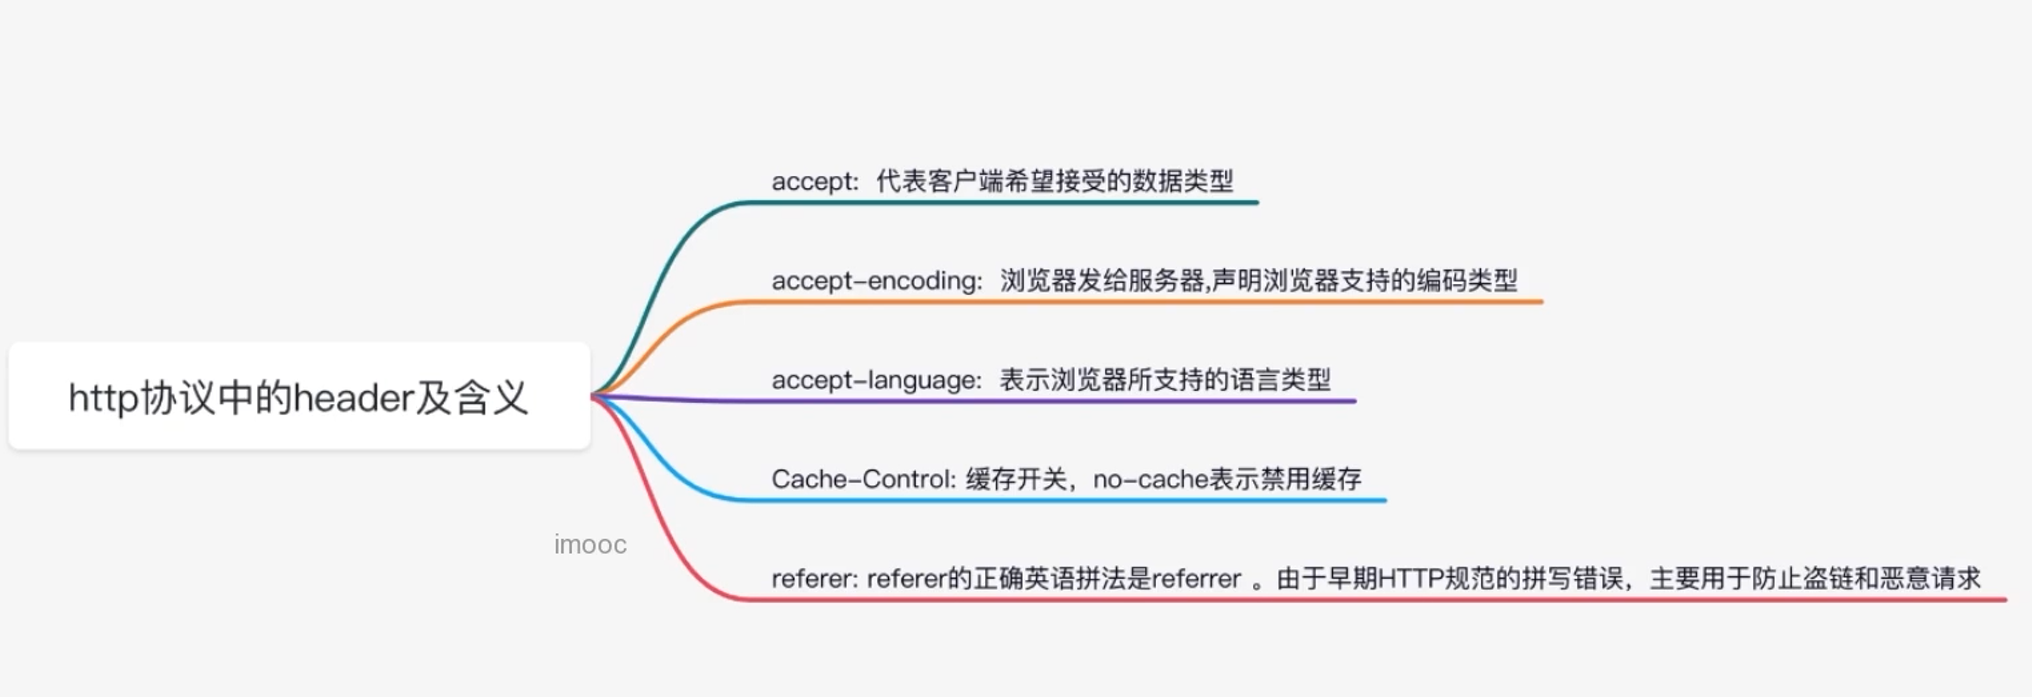 accept: 代表客户端希望接受的数据类型
accept-encoding: 浏览器发给服务器,声明浏览器支持的编码类型
http协议中的header及含义
accept-language: 表示浏览器所支持的语言类型
Cache-Control: 缓存开关，no-cache表示禁用缓存
imooc
referer: referer的正确英语拼法是referrer 。由于早期HTTP规范的拼写错误，主要用于防止盗链和恶意请求